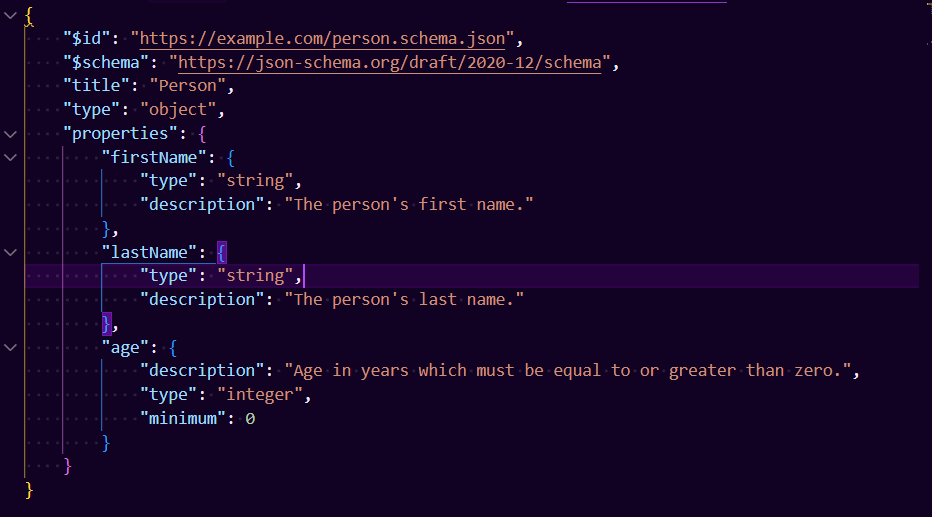 {
"$id": "https://example.com/person.schema.json",
"$schema": "https://json-schema.org/draft/2020-12/schema",
"title": "Person",
"type": "object",
"properties": {
"firstName": {
"type": "string",
"description": "The person's first name."
},
"lastName": {
"type": "string",
"description": "The person's last name."
},
"age": {
"description": "Age in years which must be equal to or greater than zero.",
"type": "integer",
"minimum": 0
}
}
}